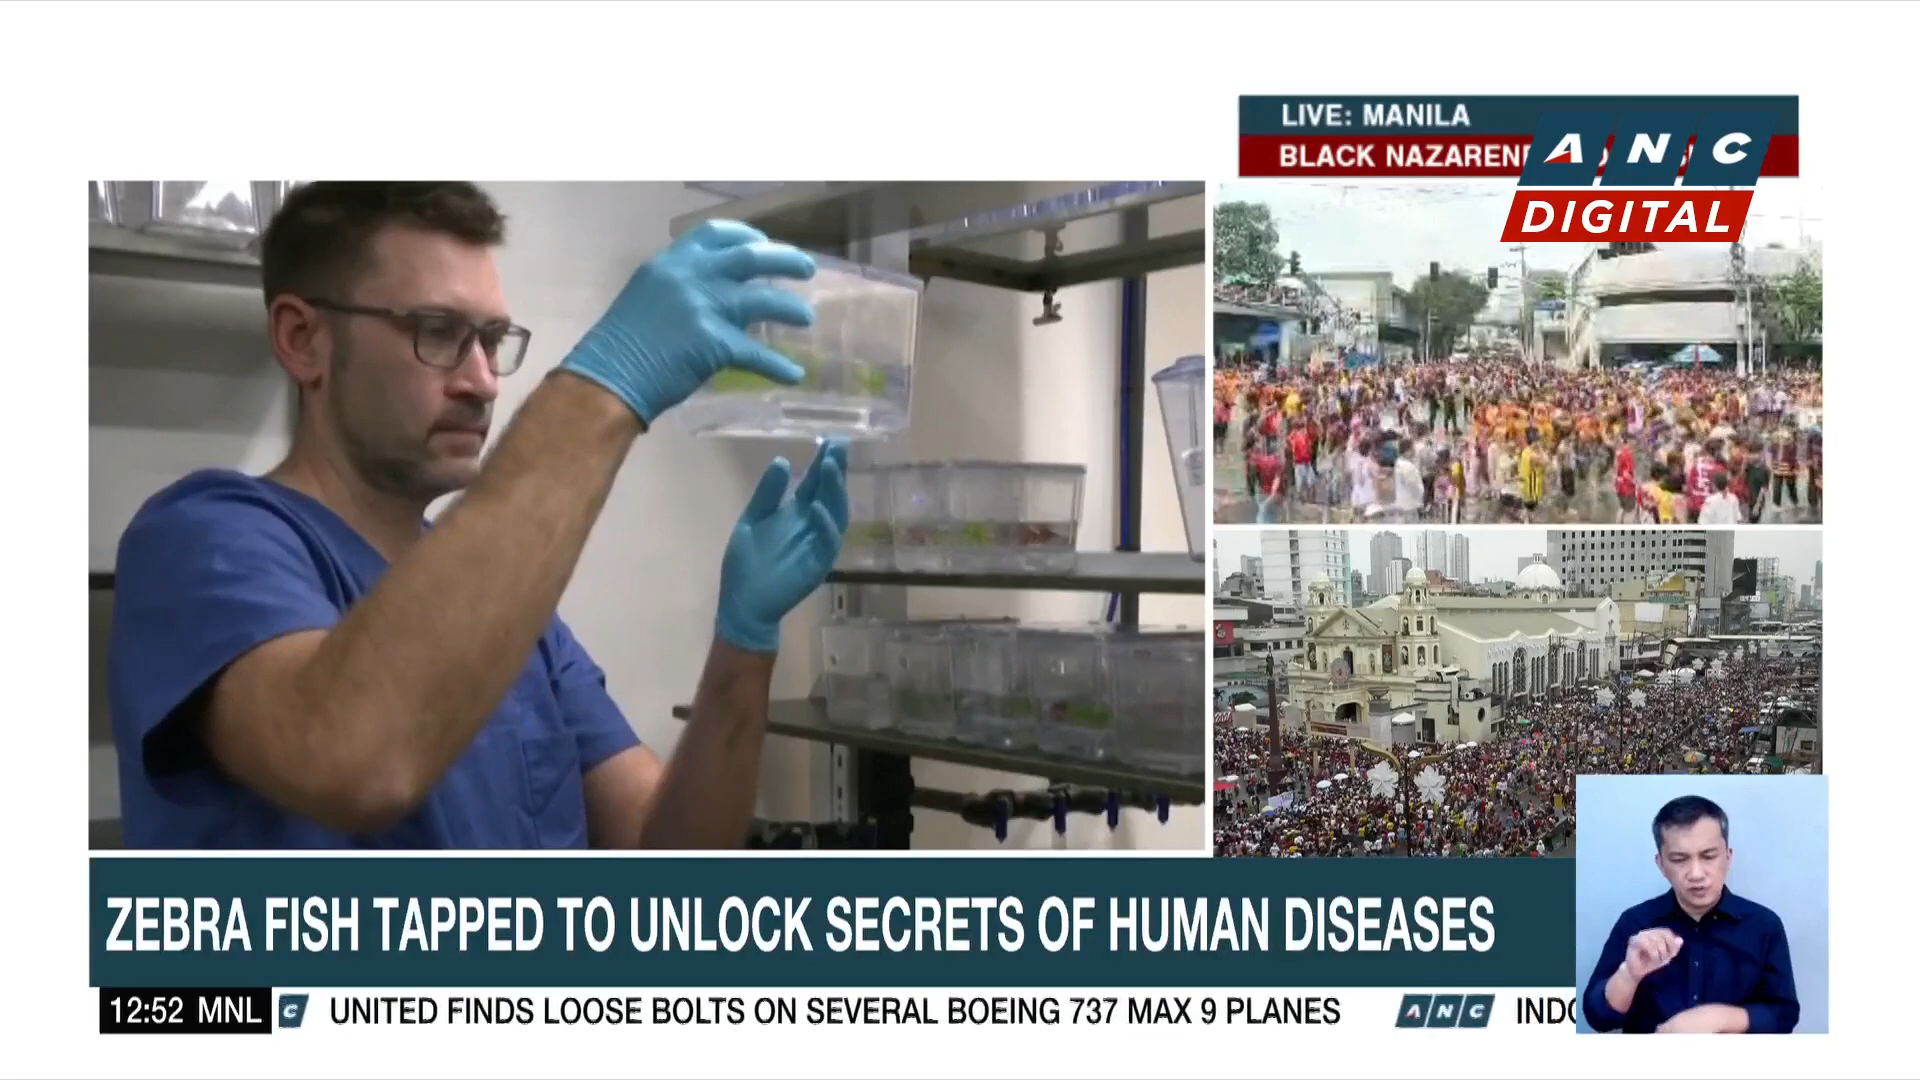 LIVE: MANILA
BLACK NAZARENE
ANC
DIGITAL
ZEBRA FISH TAPPED TO UNLOCK SECRETS OF HUMAN DISEASES
12:52 MNL
C UNITED FINDS LOOSE BOLTS ON SEVERAL BOEING 737 MAX 9 PLANES ANC